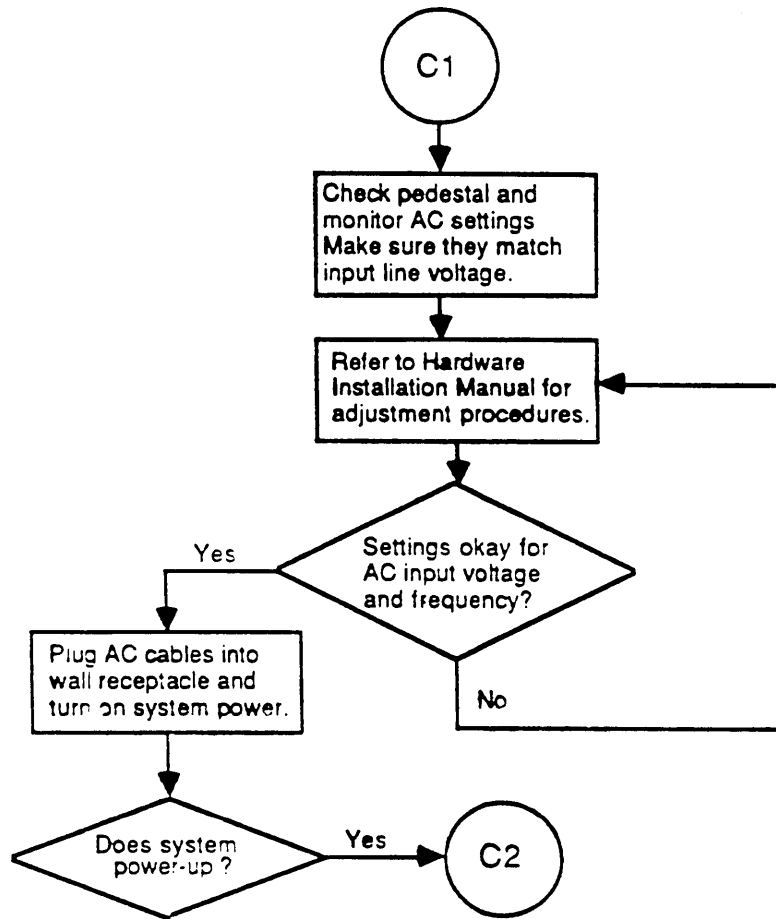 C1
Check pedestal and
monitor AC settings
Make sure they match
input line voltage.
Refer to Hardware
Installation Manual for
adjustment procedures.
Settings okay for
AC input voltage
and frequency?
Yes
No
Plug AC cables into
wall receptacle and
turn on system power.
Does system
power-up ?
Yes
C2